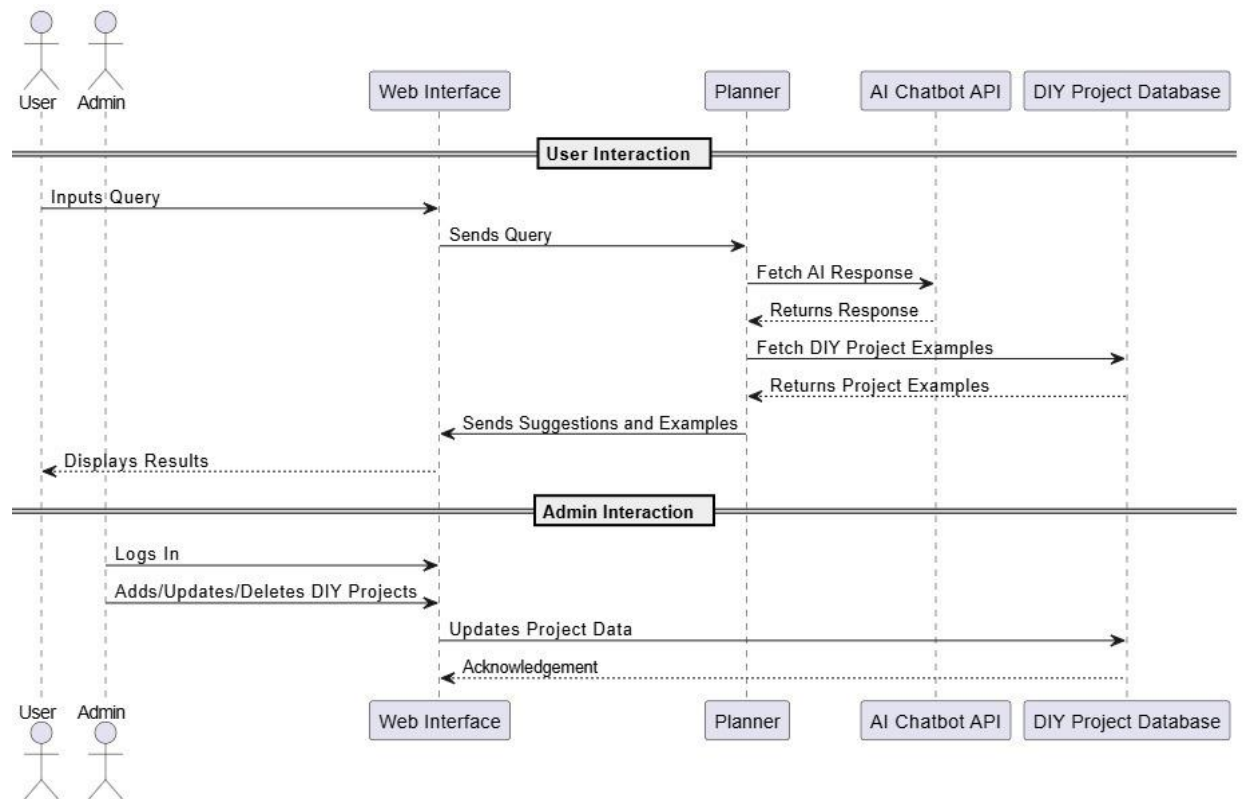 User Admin Web Interface Planner AI Chatbot API DIY Project Database
User Interaction
Inputs Query
Sends Query
Fetch AI Response
Returns Response
Fetch DIY Project Examples
Returns Project Examples
Sends Suggestions and Examples
Displays Results
Admin Interaction
Logs In
Adds/Updates/Deletes DIY Projects
Updates Project Data
Acknowledgement
User Admin Web Interface Planner AI Chatbot API DIY Project Database